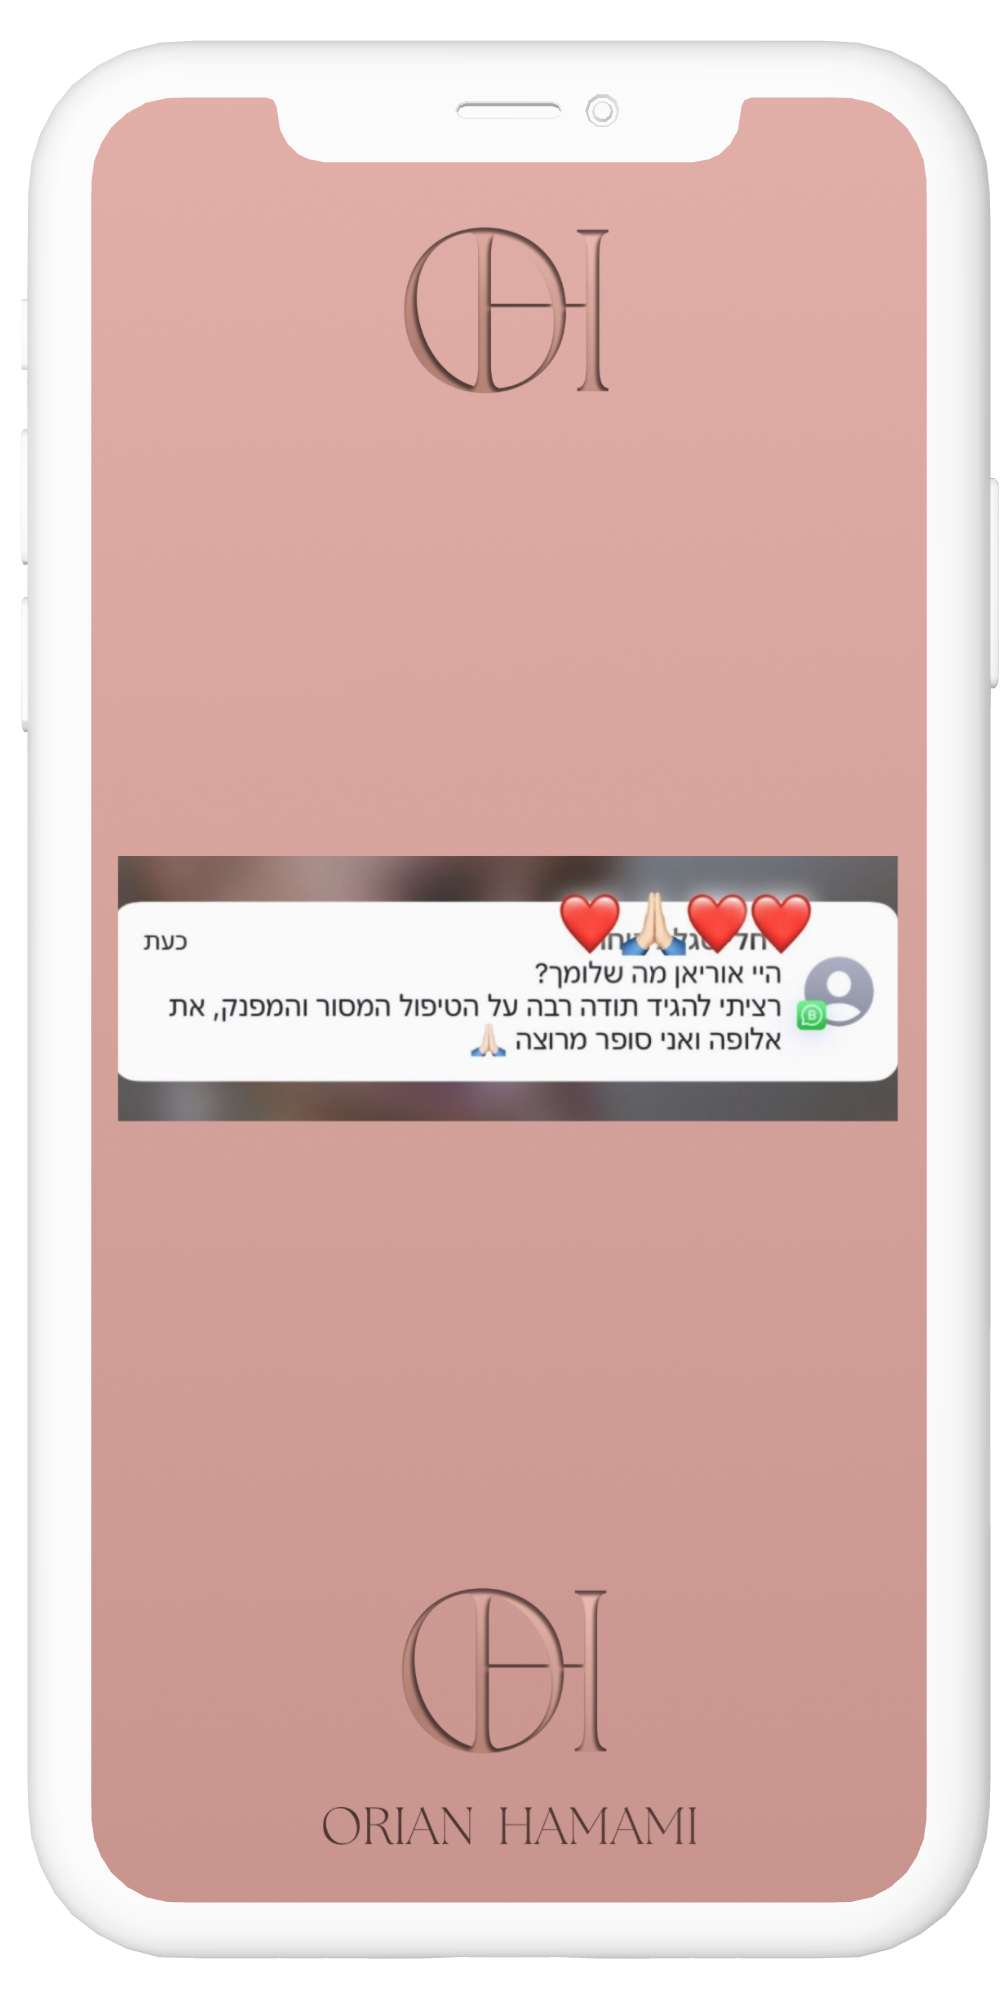 OH
כעת
היי אוריאן מה שלומך?
רציתי להגיד תודה רבה על הטיפול המסור והמפנק, את
אלופה ואני סופר מרוצה 🙏🏻
OH
ORIAN HAMAMI